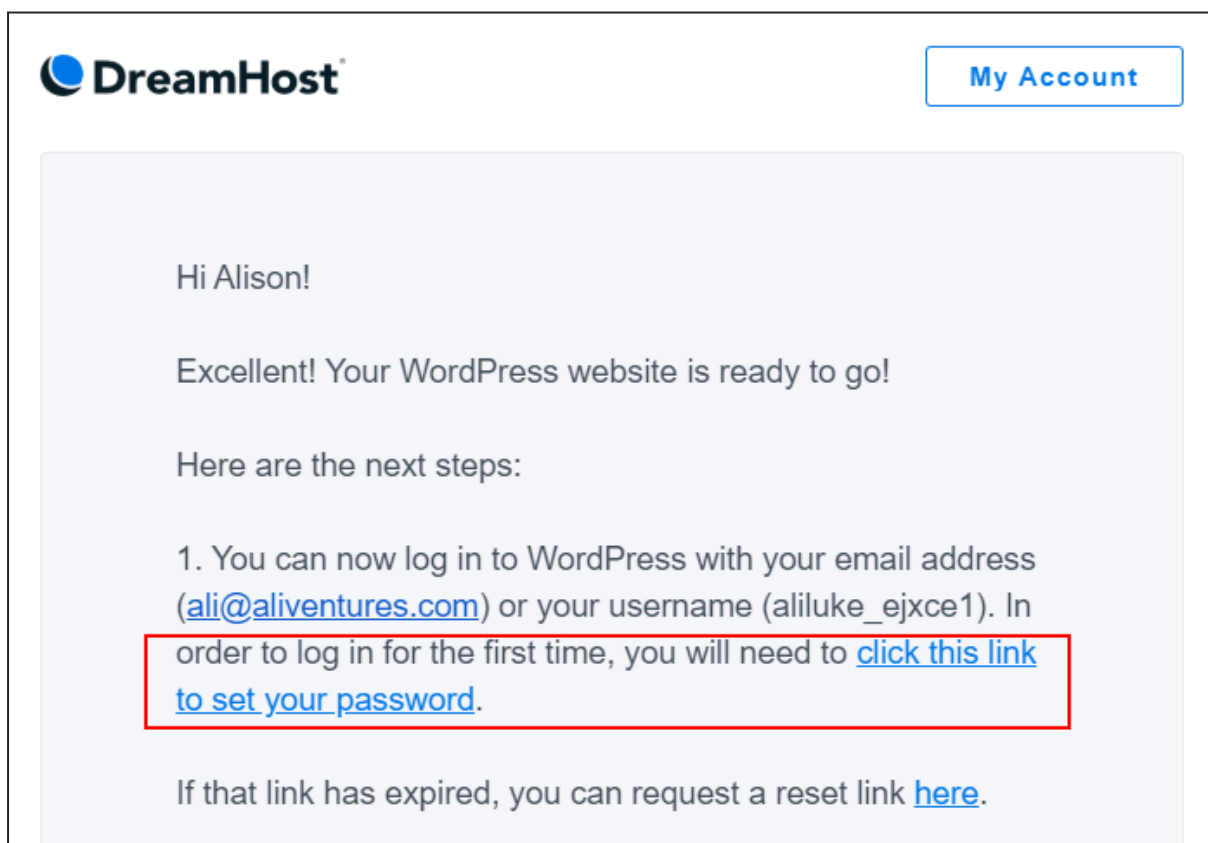 DreamHost
My Account
Hi Alison!
Excellent! Your WordPress website is ready to go!
Here are the next steps:
1. You can now log in to WordPress with your email address
(ali@aliventures.com) or your username (aliluke_ejxce1). In
order to log in for the first time, you will need to click this link
to set your password.
If that link has expired, you can request a reset link here.